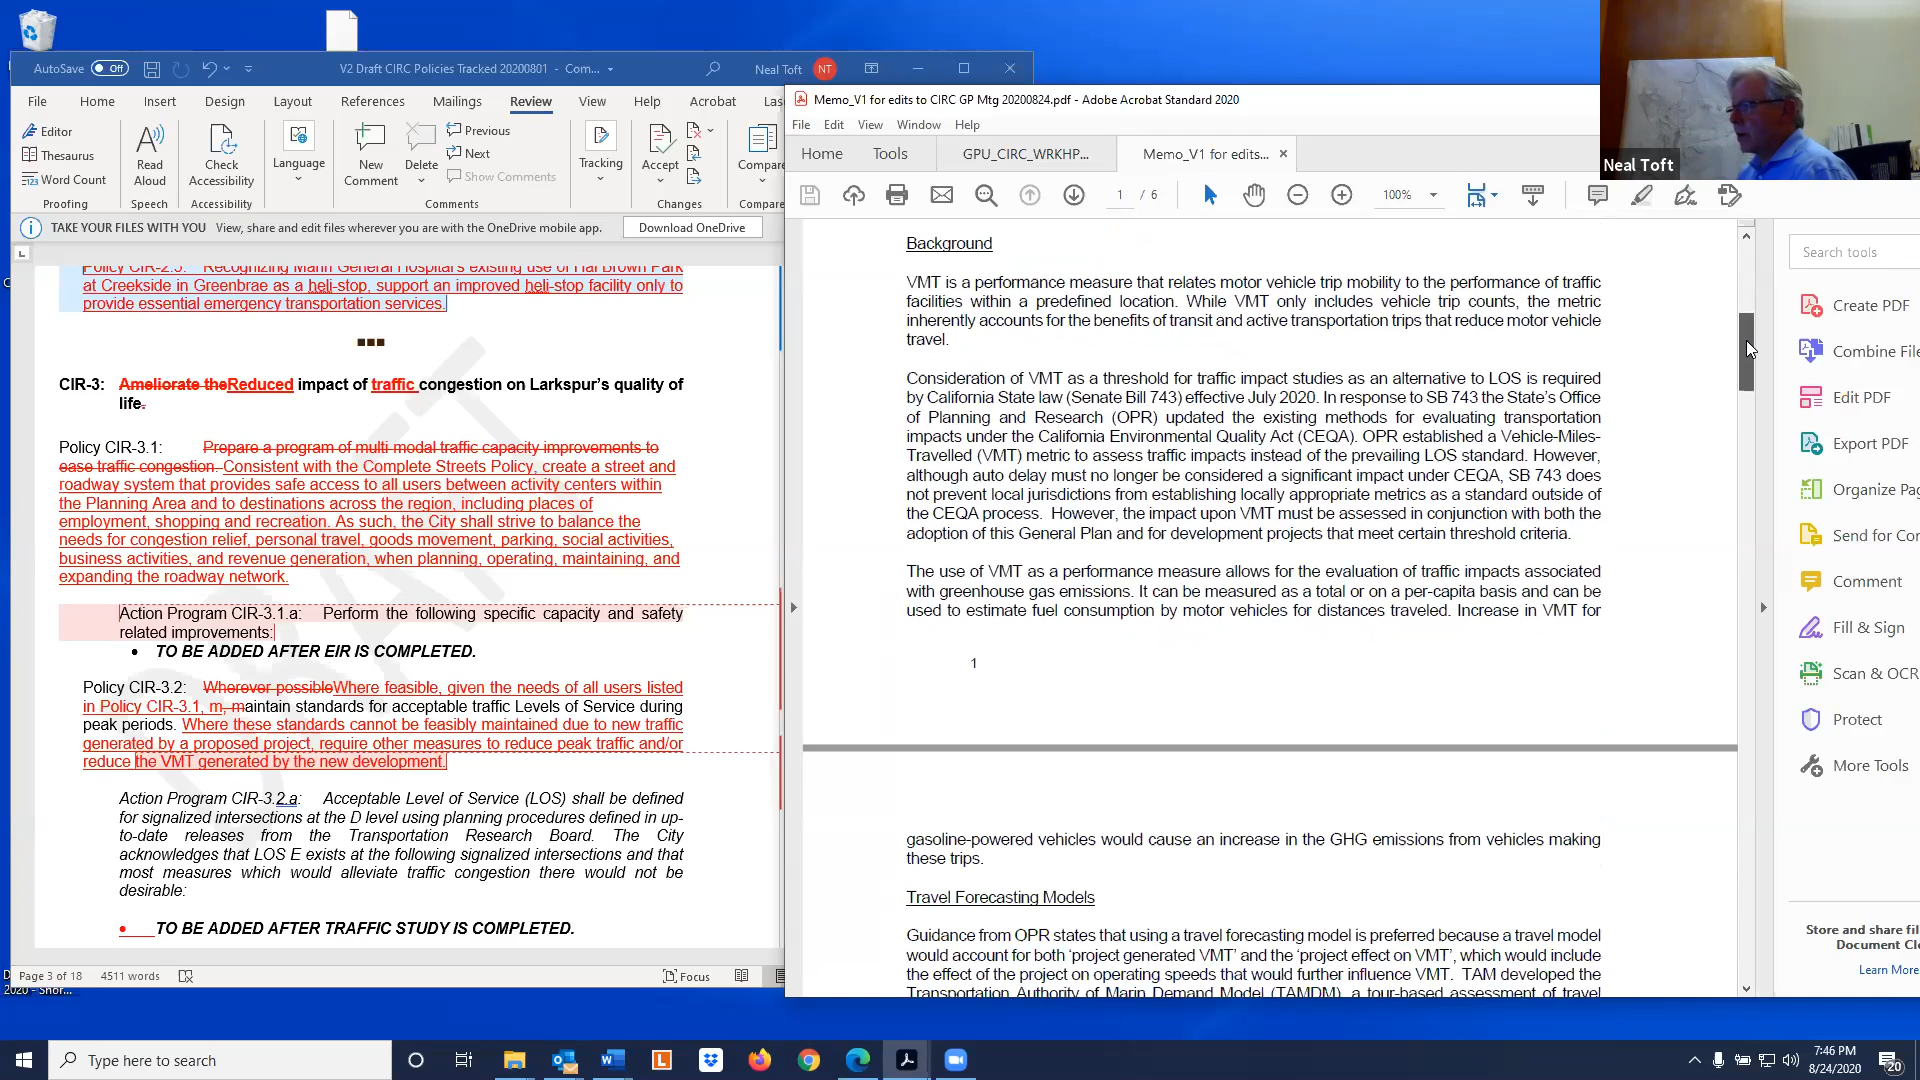 AutoSave Off V2 Draft CIRC Policies Tracked 20200801 - Com... Neal Toft NT
File Home Insert Design Layout References Mailings Review View Help Acrobat
Editor
Thesaurus
Word Count
Proofing
Read Aloud
Speech
Check Accessibility
Accessibility
Language
New Comment
Delete
Previous
Next
Show Comments
Comments
Tracking
Accept
Changes
Compare
Compare
TAKE YOUR FILES WITH YOU View, share and edit files wherever you are with the OneDrive mobile app. Download OneDrive
Policy CIR-2.5: Recognizing Marin General Hospital's existing use of Hal Brown Park
at Creekside in Greenbrae as a heli-stop, support an improved heli-stop facility only to
provide essential emergency transportation services.
CIR-3: Ameliorate theReduced impact of traffic congestion on Larkspur's quality of
life.
Policy CIR-3.1: Prepare a program of multi-modal traffic capacity improvements to
ease traffic congestion. Consistent with the Complete Streets Policy, create a street and
roadway system that provides safe access to all users between activity centers within
the Planning Area and to destinations across the region, including places of
employment, shopping and recreation. As such, the City shall strive to balance the
needs for congestion relief, personal travel, goods movement, parking, social activities,
business activities, and revenue generation, when planning, operating, maintaining, and
expanding the roadway network.
Action Program CIR-3.1.a: Perform the following specific capacity and safety
related improvements:
• TO BE ADDED AFTER EIR IS COMPLETED.
Policy CIR-3.2: Wherever possibleWhere feasible, given the needs of all users listed
in Policy CIR-3.1, m, maintain standards for acceptable traffic Levels of Service during
peak periods. Where these standards cannot be feasibly maintained due to new traffic
generated by a proposed project, require other measures to reduce peak traffic and/or
reduce the VMT generated by the new development.
Action Program CIR-3.2.a: Acceptable Level of Service (LOS) shall be defined
for signalized intersections at the D level using planning procedures defined in up-
to-date releases from the Transportation Research Board. The City
acknowledges that LOS E exists at the following signalized intersections and that
most measures which would alleviate traffic congestion there would not be
desirable:
• TO BE ADDED AFTER TRAFFIC STUDY IS COMPLETED.
DRAFT
Page 3 of 18 4511 words Focus
2020 - Shor...
Memo_V1 for edits to CIRC GP Mtg 20200824.pdf - Adobe Acrobat Standard 2020
File Edit View Window Help
Home Tools GPU_CIRC_WRKHP... Memo_V1 for edits... ×
1 / 6 100%
Background
VMT is a performance measure that relates motor vehicle trip mobility to the performance of traffic
facilities within a predefined location. While VMT only includes vehicle trip counts, the metric
inherently accounts for the benefits of transit and active transportation trips that reduce motor vehicle
travel.
Consideration of VMT as a threshold for traffic impact studies as an alternative to LOS is required
by California State law (Senate Bill 743) effective July 2020. In response to SB 743 the State's Office
of Planning and Research (OPR) updated the existing methods for evaluating transportation
impacts under the California Environmental Quality Act (CEQA). OPR established a Vehicle-Miles-
Travelled (VMT) metric to assess traffic impacts instead of the prevailing LOS standard. However,
although auto delay must no longer be considered a significant impact under CEQA, SB 743 does
not prevent local jurisdictions from establishing locally appropriate metrics as a standard outside of
the CEQA process. However, the impact upon VMT must be assessed in conjunction with both the
adoption of this General Plan and for development projects that meet certain threshold criteria.
The use of VMT as a performance measure allows for the evaluation of traffic impacts associated
with greenhouse gas emissions. It can be measured as a total or on a per-capita basis and can be
used to estimate fuel consumption by motor vehicles for distances traveled. Increase in VMT for
1
gasoline-powered vehicles would cause an increase in the GHG emissions from vehicles making
these trips.
Travel Forecasting Models
Guidance from OPR states that using a travel forecasting model is preferred because a travel model
would account for both 'project generated VMT' and the 'project effect on VMT', which would include
the effect of the project on operating speeds that would further influence VMT. TAM developed the
Transportation Authority of Marin Demand Model (TAMDM), a tour-based assessment of travel
Search tools
Create PDF
Combine File
Edit PDF
Export PDF
Organize Pag
Send for Cor
Comment
Fill & Sign
Scan & OCR
Protect
More Tools
Store and share fil
Document Cl
Learn More
Neal Toft
Type here to search
7:46 PM
8/24/2020
20